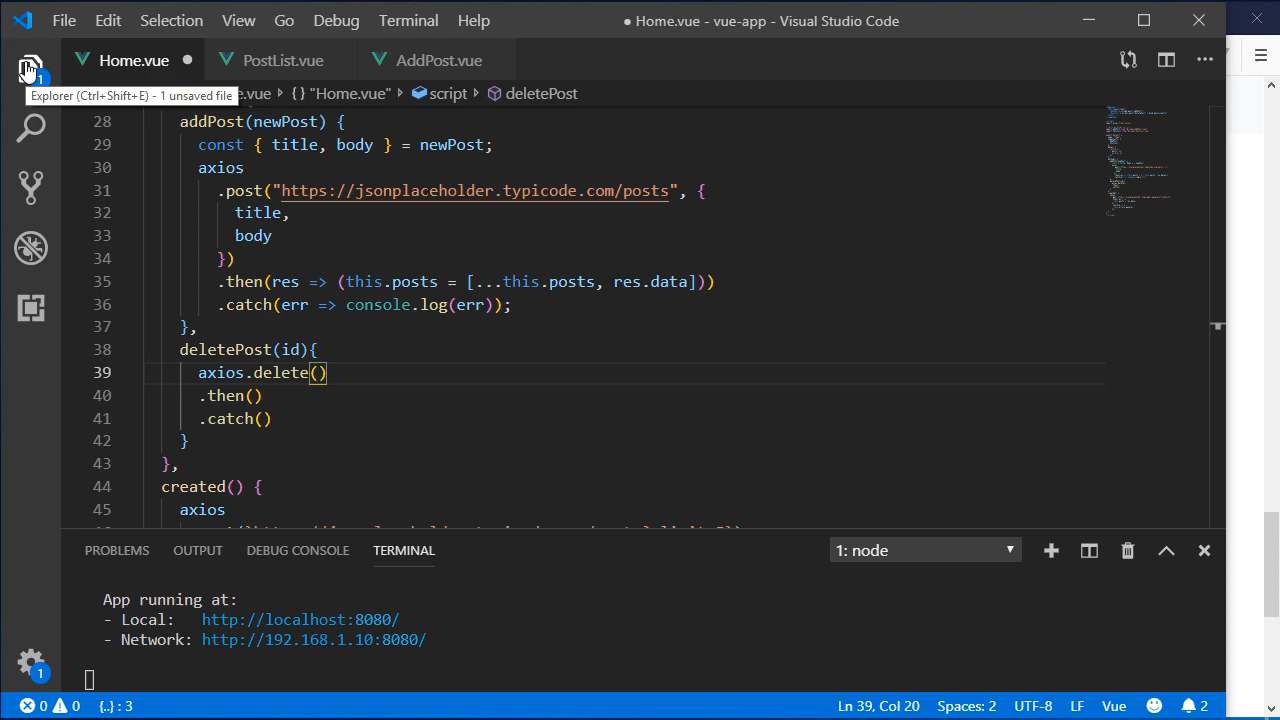 File Edit Selection View Go Debug Terminal Help ● Home.vue - vue-app - Visual Studio Code
Home.vue ● PostList.vue AddPost.vue
1
Explorer (Ctrl+Shift+E) - 1 unsaved file
e.vue > {} "Home.vue" > script > deletePost
28 addPost(newPost) {
29 const { title, body } = newPost;
30 axios
31 .post("https://jsonplaceholder.typicode.com/posts", {
32 title,
33 body
34 })
35 .then(res => (this.posts = [...this.posts, res.data]))
36 .catch(err => console.log(err));
37 },
38 deletePost(id){
39 axios.delete()
40 .then()
41 .catch()
42 }
43 },
44 created() {
45 axios
PROBLEMS OUTPUT DEBUG CONSOLE TERMINAL 1: node
App running at:
- Local: http://localhost:8080/
- Network: http://192.168.1.10:8080/
1
0 0 {..} : 3 Ln 39, Col 20 Spaces: 2 UTF-8 LF Vue 2